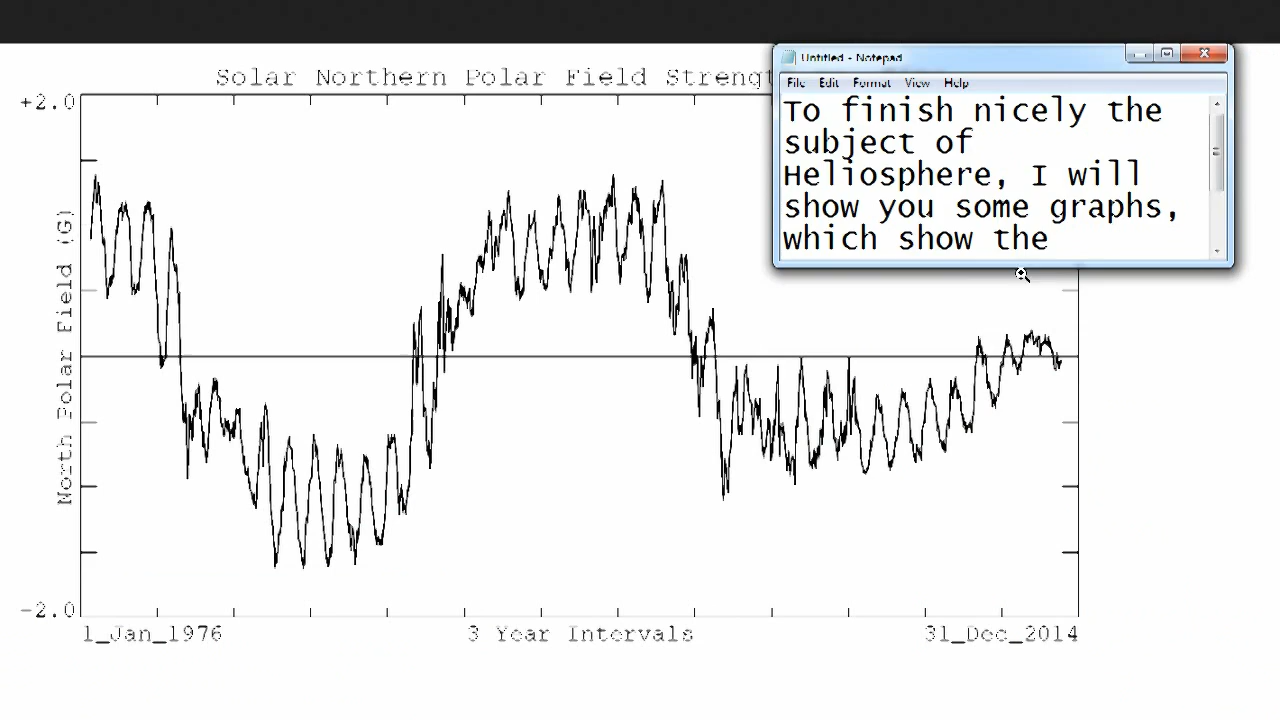 Solar Northern Polar Field
+2.0
North Polar Field (G)
-2.0
1_Jan_1976
3 Year Intervals
31_Dec_2014
Untitled - Notepad
File Edit Format View Help
To finish nicely the
subject of
Heliosphere, I will
show you some graphs,
which show the